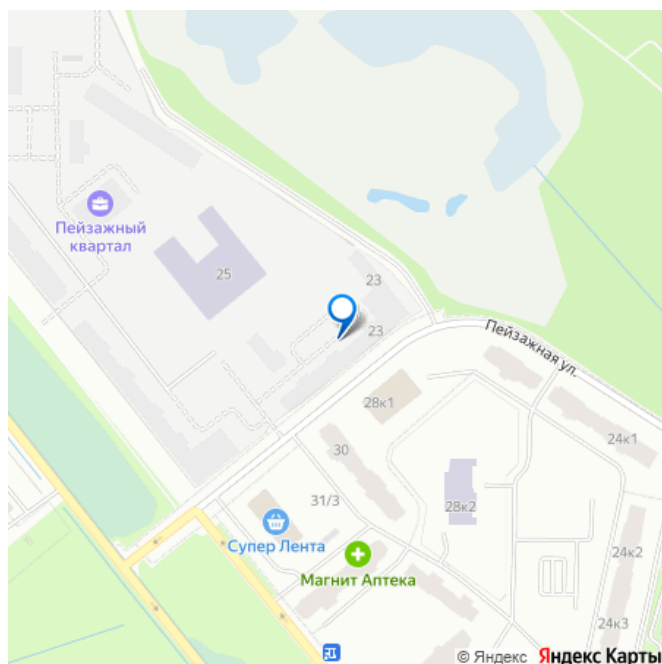 Пейзажный
квартал
25
23
23
Пейзажная ул.
28к1
24к1
30
31/3
28к2
Супер Лента
24к2
Магнит Аптека
24к3
© Яндекс Яндекс Карты